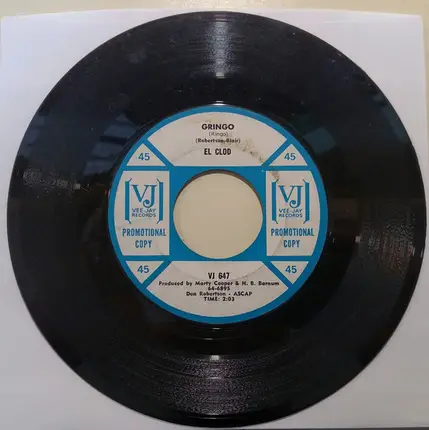 GRINGO
(Ringo)
(Robertson-Blair)
EL CLOD
45
45
VJ
VEE-JAY
RECORDS
PROMOTIONAL
COPY
VJ
VEE-JAY
RECORDS
PROMOTIONAL
COPY
45
45
VJ 647
Produced by Marty Cooper & H. B. Barnum
64-6895
Don Robertson - ASCAP
TIME: 2:03